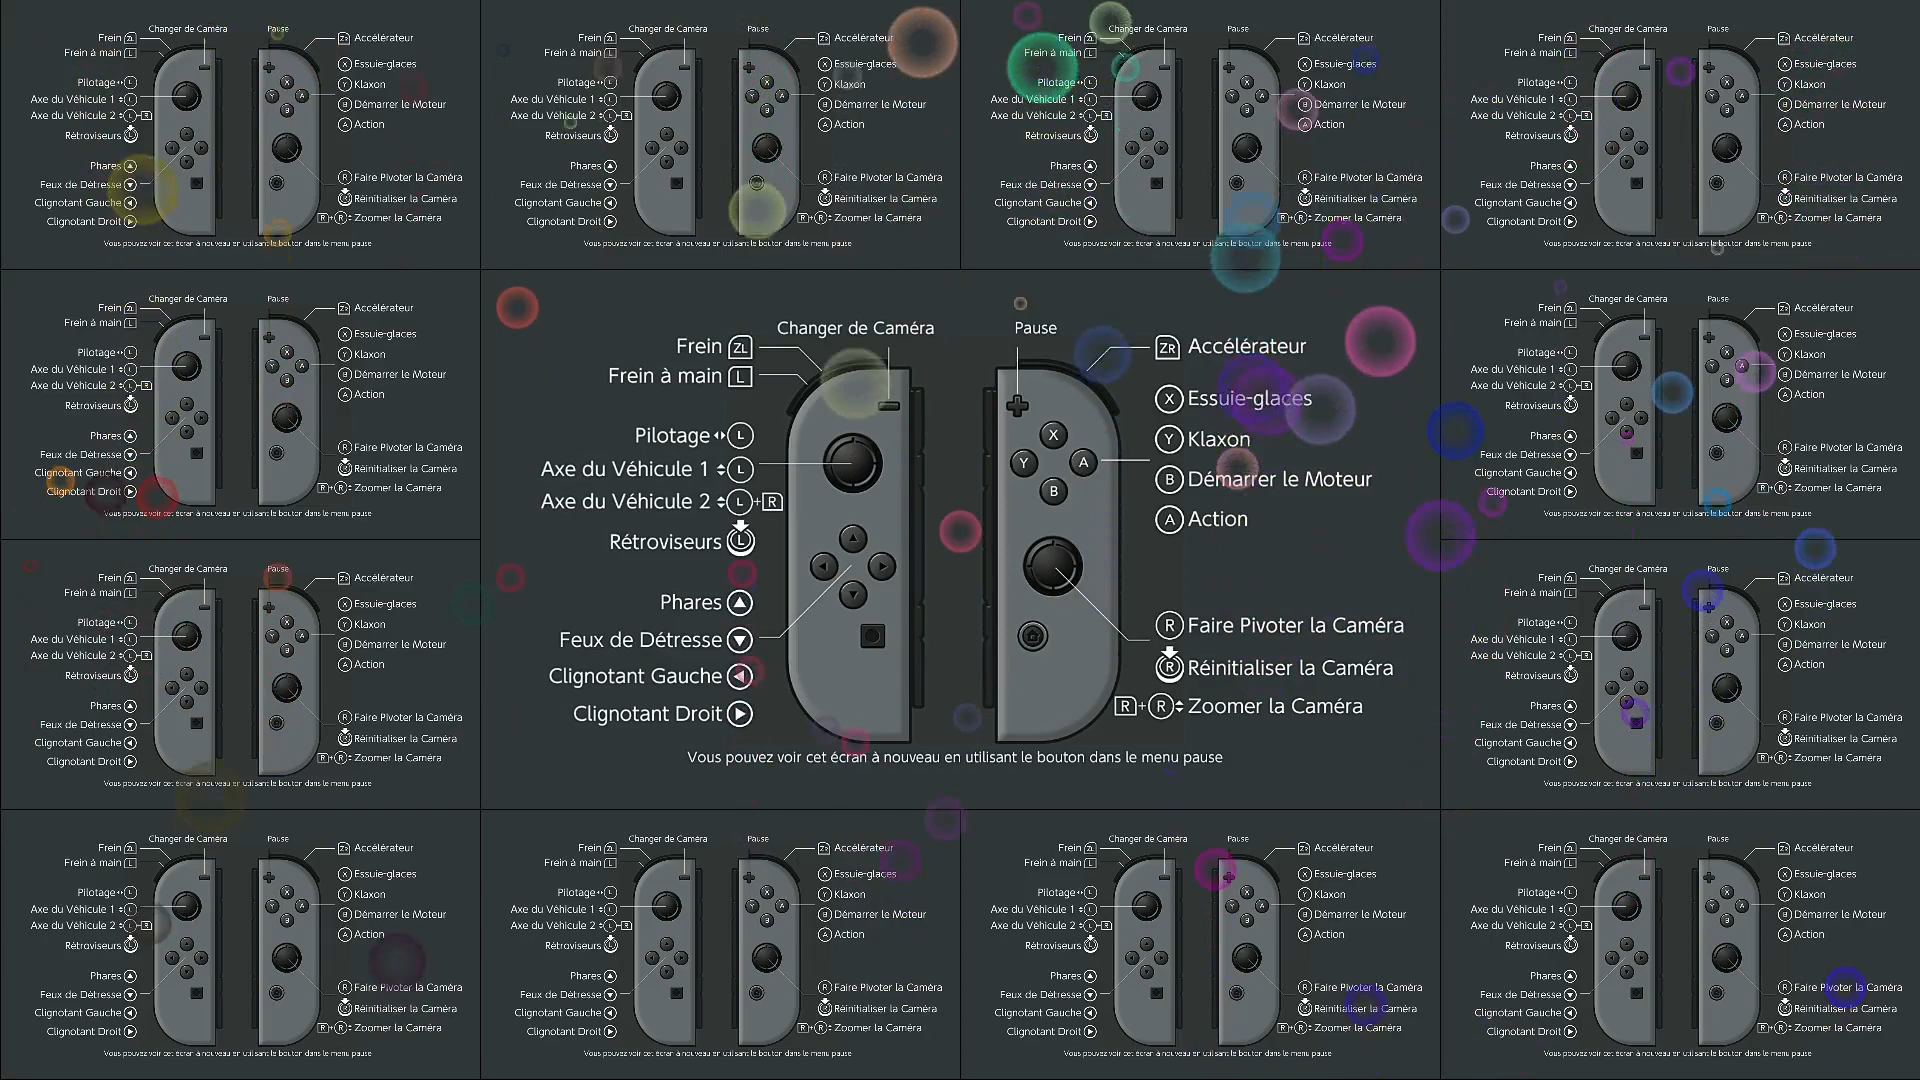 Changer de Caméra
Pause
Frein ZL
ZR Accélérateur
Frein à main L
X Essuie-glaces
Pilotage L
Y Klaxon
Axe du Véhicule 1 L
B Démarrer le Moteur
Axe du Véhicule 2 L+R
A Action
Rétroviseurs L
Phares
R Faire Pivoter la Caméra
Feux de Détresse
R Réinitialiser la Caméra
Clignotant Gauche
R+R Zoomer la Caméra
Clignotant Droit
Vous pouvez voir cet écran à nouveau en utilisant le bouton dans le menu pause